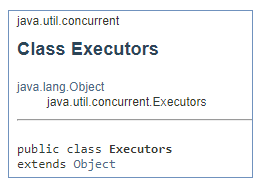 java.util.concurrent
Class Executors
java.lang.Object
java.util.concurrent.Executors
public class Executors
extends Object